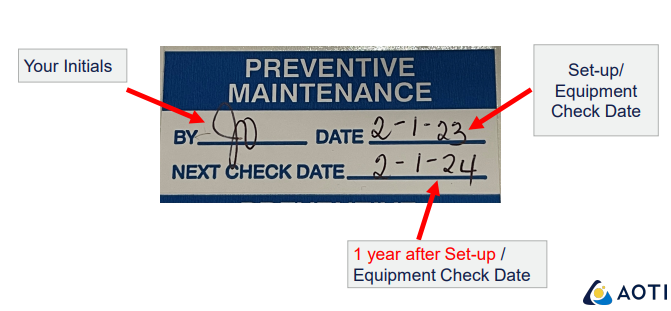 Your Initials
PREVENTIVE
MAINTENANCE
BY DATE 2-1-23
NEXT CHECK DATE 2-1-24
Set-up/
Equipment
Check Date
1 year after Set-up /
Equipment Check Date
AOTI